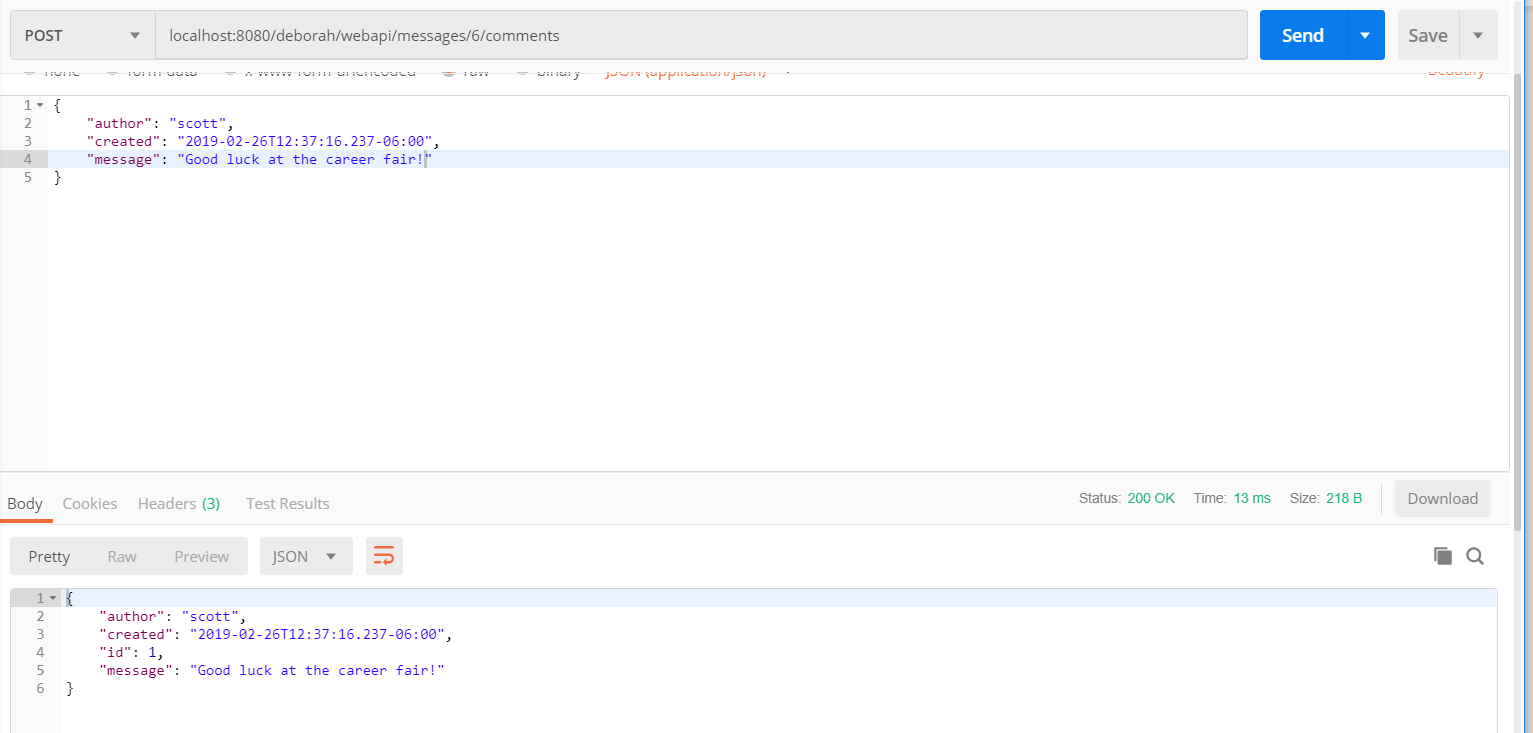 POST localhost:8080/deborah/webapi/messages/6/comments Send Save
none form-data x-www-form-urlencoded raw binary JSON (application/json) Beautify
1 {
2 "author": "scott",
3 "created": "2019-02-26T12:37:16.237-06:00",
4 "message": "Good luck at the career fair!"
5 }
Body Cookies Headers (3) Test Results Status: 200 OK Time: 13 ms Size: 218 B Download
Pretty Raw Preview JSON
1 {
2 "author": "scott",
3 "created": "2019-02-26T12:37:16.237-06:00",
4 "id": 1,
5 "message": "Good luck at the career fair!"
6 }